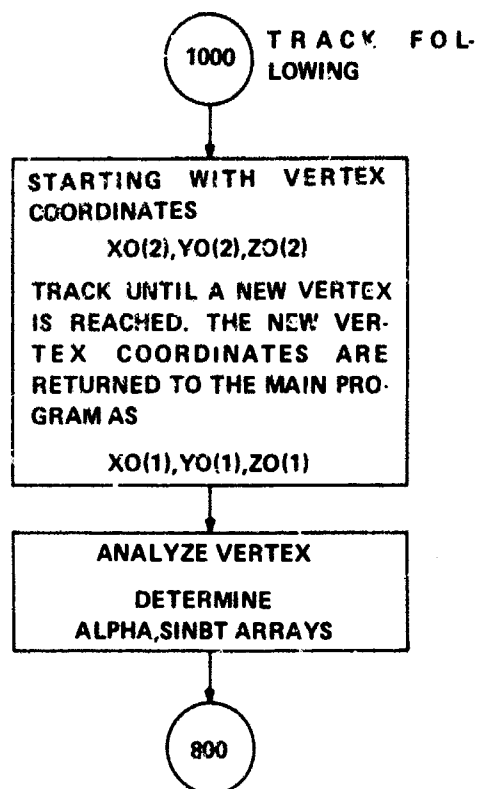 1000
TRACK FOL-
LOWING
STARTING WITH VERTEX
COORDINATES
XO(2),YO(2),ZO(2)
TRACK UNTIL A NEW VERTEX
IS REACHED. THE NEW VER-
TEX COORDINATES ARE
RETURNED TO THE MAIN PRO-
GRAM AS
XO(1),YO(1),ZO(1)
ANALYZE VERTEX
DETERMINE
ALPHA,SINBT ARRAYS
800